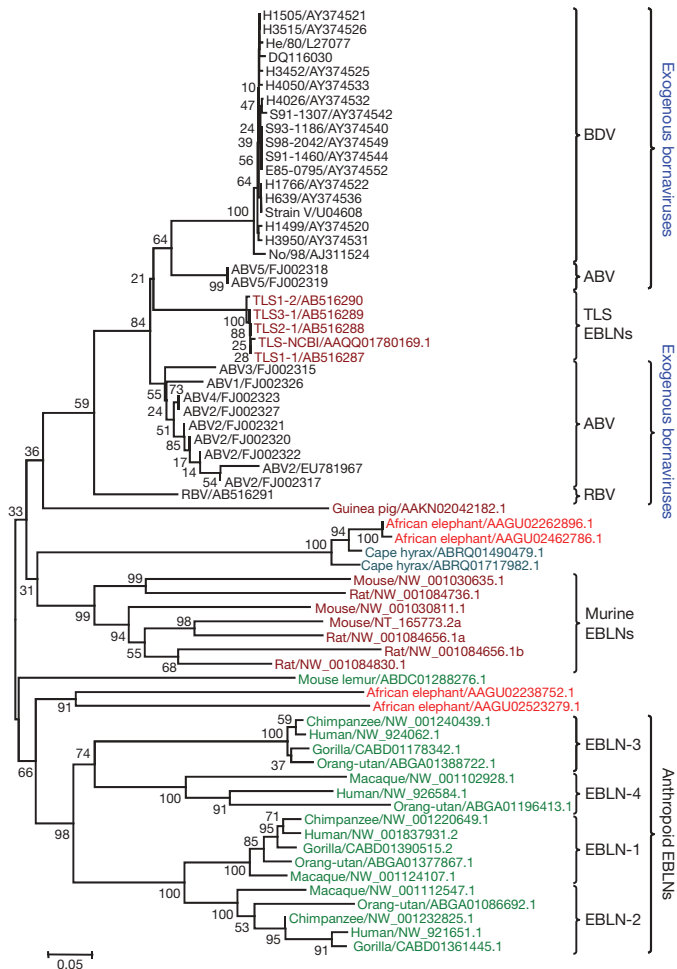 H1505/AY374521
H3515/AY374526
He/80/L27077
DQ116030
H3452/AY374525
10
H4050/AY374533
47
H4026/AY374532
S91-1307/AY374542
24
S93-1186/AY374540
39
S98-2042/AY374549
56
S91-1460/AY374544
E85-0795/AY374552
64
H1766/AY374522
H639/AY374536
100
Strain V/U04608
H1499/AY374520
64
H3950/AY374531
No/98/AJ311524
BDV
Exogenous bornaviruses
21
ABV5/FJ002318
99
ABV5/FJ002319
ABV
TLS1-2/AB516290
TLS3-1/AB516289
100
TLS2-1/AB516288
84
88
TLS-NCBI/AAQQ01780169.1
25
28
TLS1-1/AB516287
TLS
EBLNs
ABV3/FJ002315
73
ABV1/FJ002326
55
ABV4/FJ002323
24
ABV2/FJ002327
59
51
ABV2/FJ002321
85
ABV2/FJ002320
17
ABV2/FJ002322
14
ABV2/EU781967
54
ABV2/FJ002317
ABV
Exogenous bornaviruses
36
RBV/AB516291
RBV
33
Guinea pig/AAKN02042182.1
African elephant/AAGU02262896.1
94
100
African elephant/AAGU02462786.1
100
Cape hyrax/ABRQ01490479.1
Cape hyrax/ABRQ01717982.1
31
99
Mouse/NW_001030635.1
Rat/NW_001084736.1
99
Mouse/NW_001030811.1
94
98
Mouse/NT_165773.2a
Rat/NW_001084656.1a
55
Rat/NW_001084656.1b
68
Rat/NW_001084830.1
Murine
EBLNs
Mouse lemur/ABDC01288276.1
African elephant/AAGU02238752.1
91
African elephant/AAGU02523279.1
66
59
Chimpanzee/NW_001240439.1
100
Human/NW_924062.1
74
Gorilla/CABD01178342.1
37
Orang-utan/ABGA01388722.1
EBLN-3
Macaque/NW_001102928.1
100
Human/NW_926584.1
91
Orang-utan/ABGA01196413.1
EBLN-4
98
71
Chimpanzee/NW_001220649.1
95
Human/NW_001837931.2
85
Gorilla/CABD01390515.2
Orang-utan/ABGA01377867.1
100
Macaque/NW_001124107.1
EBLN-1
100
Macaque/NW_001112547.1
100
Orang-utan/ABGA01086692.1
53
Chimpanzee/NW_001232825.1
95
Human/NW_921651.1
91
Gorilla/CABD01361445.1
EBLN-2
Anthropoid EBLNs
0.05